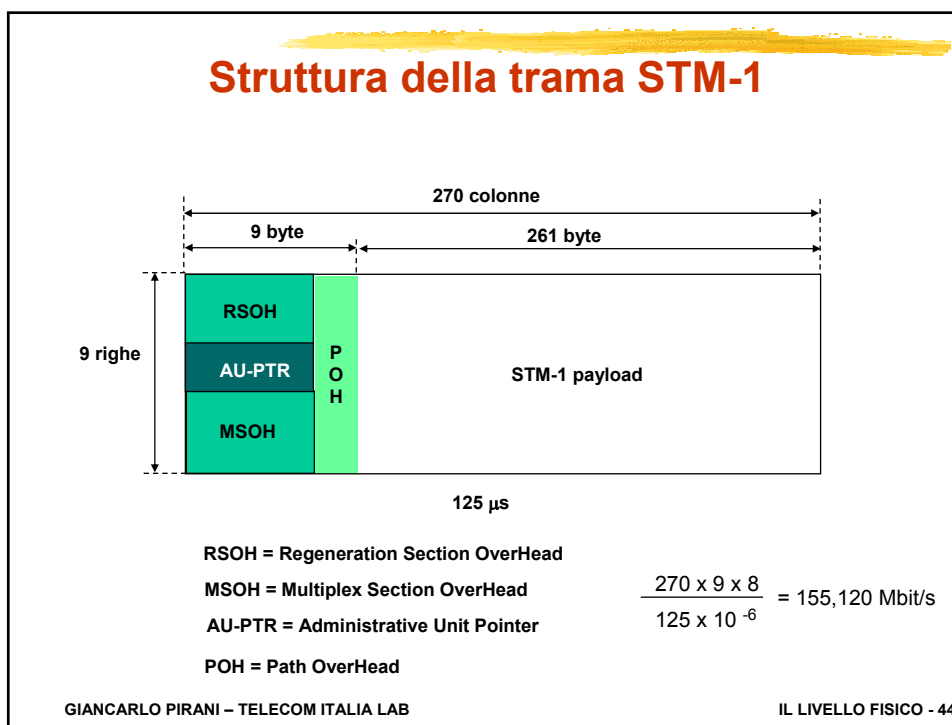 Struttura della trama STM-1
270 colonne
9 byte
261 byte
9 righe
RSOH
AU-PTR
MSOH
P
O
H
STM-1 payload
125 µs
RSOH = Regeneration Section OverHead
MSOH = Multiplex Section OverHead
AU-PTR = Administrative Unit Pointer
POH = Path OverHead
270 x 9 x 8
125 x 10 -6
= 155,120 Mbit/s
GIANCARLO PIRANI – TELECOM ITALIA LAB
IL LIVELLO FISICO - 44